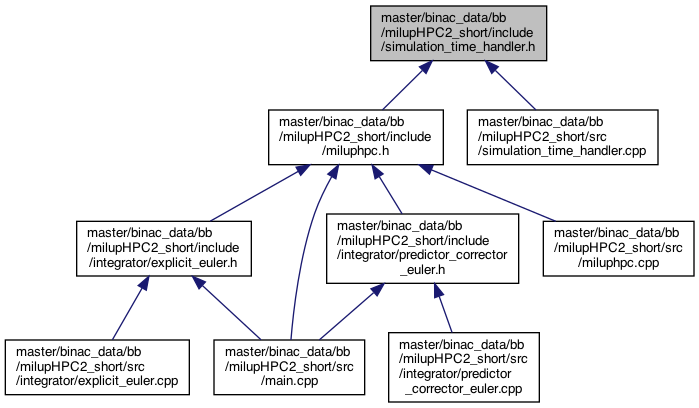 master/binac_data/bb
/milupHPC2_short/include
/simulation_time_handler.h
master/binac_data/bb
/milupHPC2_short/include
/miluphpc.h
master/binac_data/bb
/milupHPC2_short/src
/simulation_time_handler.cpp
master/binac_data/bb
/milupHPC2_short/include
/integrator/explicit_euler.h
master/binac_data/bb
/milupHPC2_short/include
/integrator/predictor_corrector
_euler.h
master/binac_data/bb
/milupHPC2_short/src
/miluphpc.cpp
master/binac_data/bb
/milupHPC2_short/src
/integrator/explicit_euler.cpp
master/binac_data/bb
/milupHPC2_short/src
/main.cpp
master/binac_data/bb
/milupHPC2_short/src
/integrator/predictor
_corrector_euler.cpp